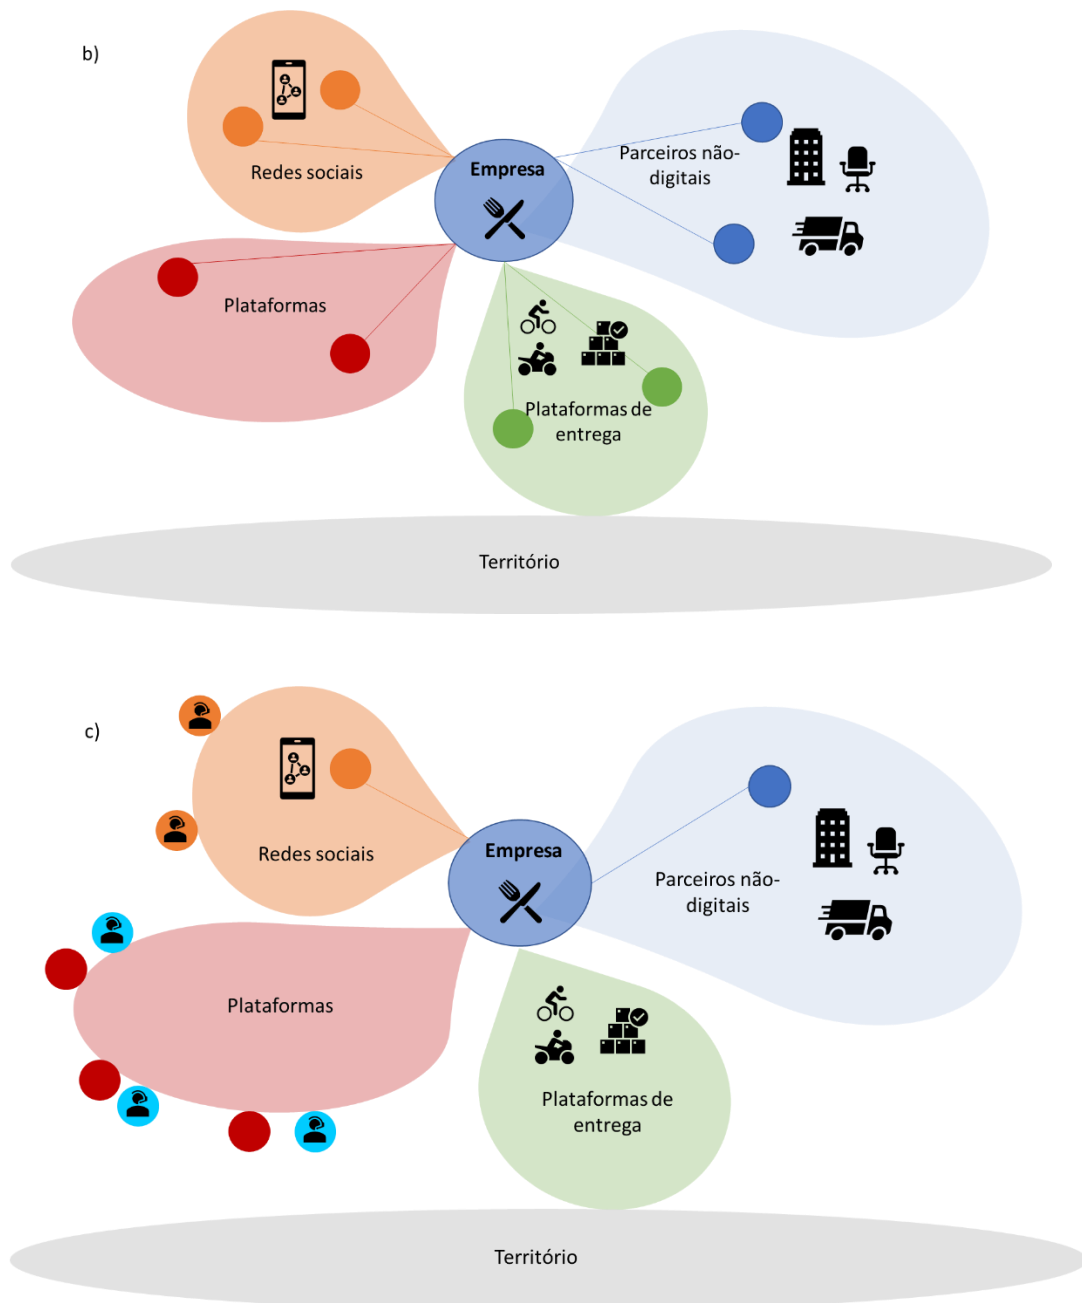 b)
Redes sociais
Empresa
Parceiros não-
digitais
Plataformas
Plataformas de
entrega
Território
c)
Redes sociais
Empresa
Parceiros não-
digitais
Plataformas
Plataformas de
entrega
Território